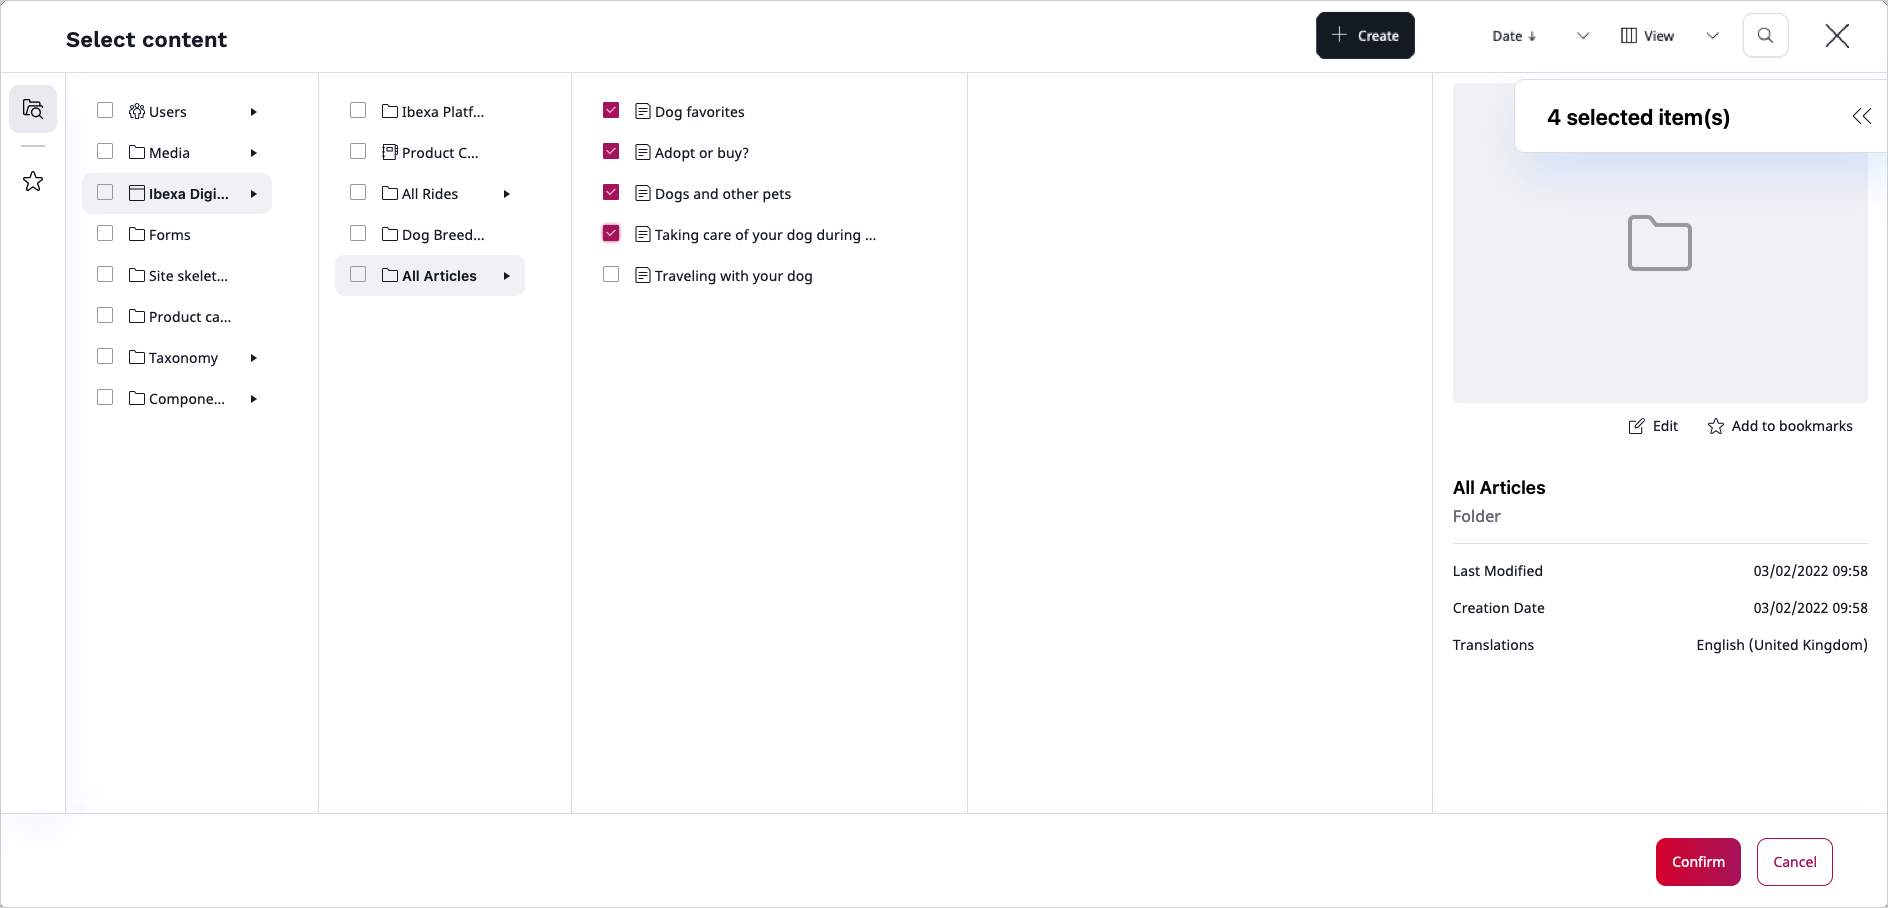 Select content
Create
Date
View
4 selected item(s)
Users
Media
Ibexa Digi...
Forms
Site skelet...
Product ca...
Taxonomy
Compone...
Ibexa Platf...
Product C...
All Rides
Dog Breed...
All Articles
Dog favorites
Adopt or buy?
Dogs and other pets
Taking care of your dog during ...
Traveling with your dog
Edit
Add to bookmarks
All Articles
Folder
Last Modified 03/02/2022 09:58
Creation Date 03/02/2022 09:58
Translations English (United Kingdom)
Confirm
Cancel